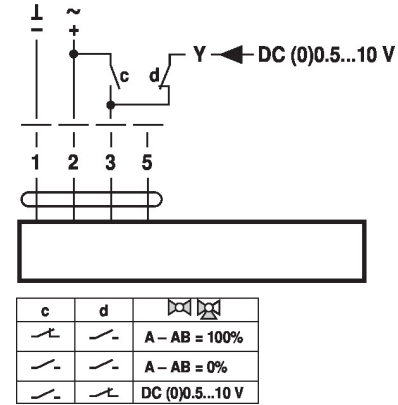 ⊥ ~
− +
c d Y DC (0)0.5...10 V
1 2 3 5
c d
A – AB = 100%
A – AB = 0%
DC (0)0.5...10 V